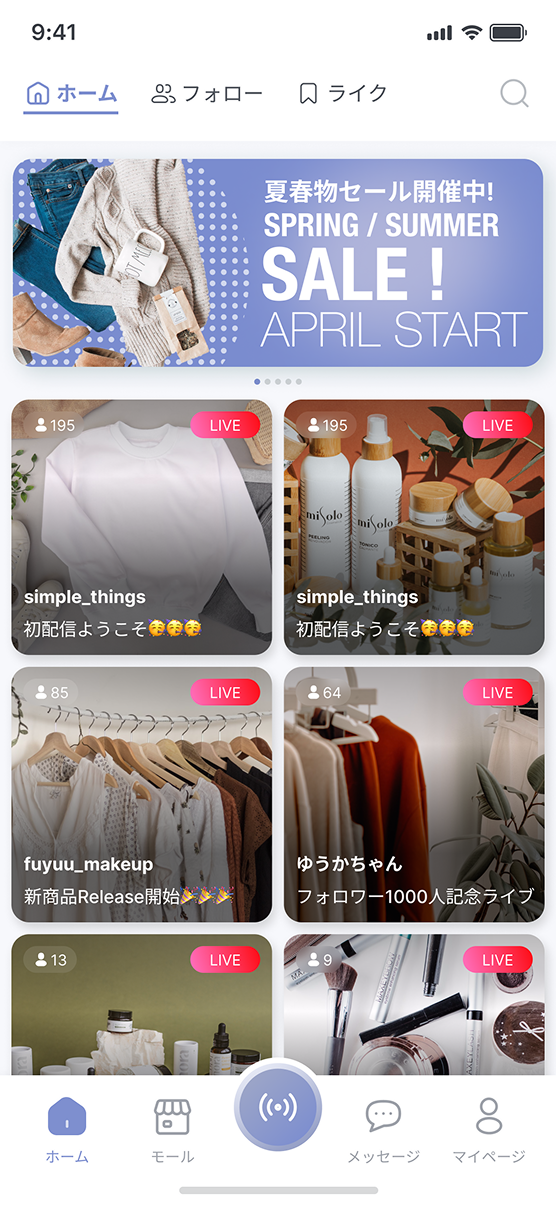 9:41
ホーム
フォロー
ライク
夏春物セール開催中!
SPRING / SUMMER
SALE !
APRIL START
195
LIVE
simple_things
初配信ようこそ🥳🥳🥳
195
LIVE
miSolo
PEELING
miSolo
TONICO
simple_things
初配信ようこそ🥳🥳🥳
85
LIVE
fuyuu_makeup
新商品Release開始🎉🎉🎉
64
LIVE
ゆうかちゃん
フォロワー1000人記念ライブ
13
LIVE
9
LIVE
ホーム
モール
メッセージ
マイページ